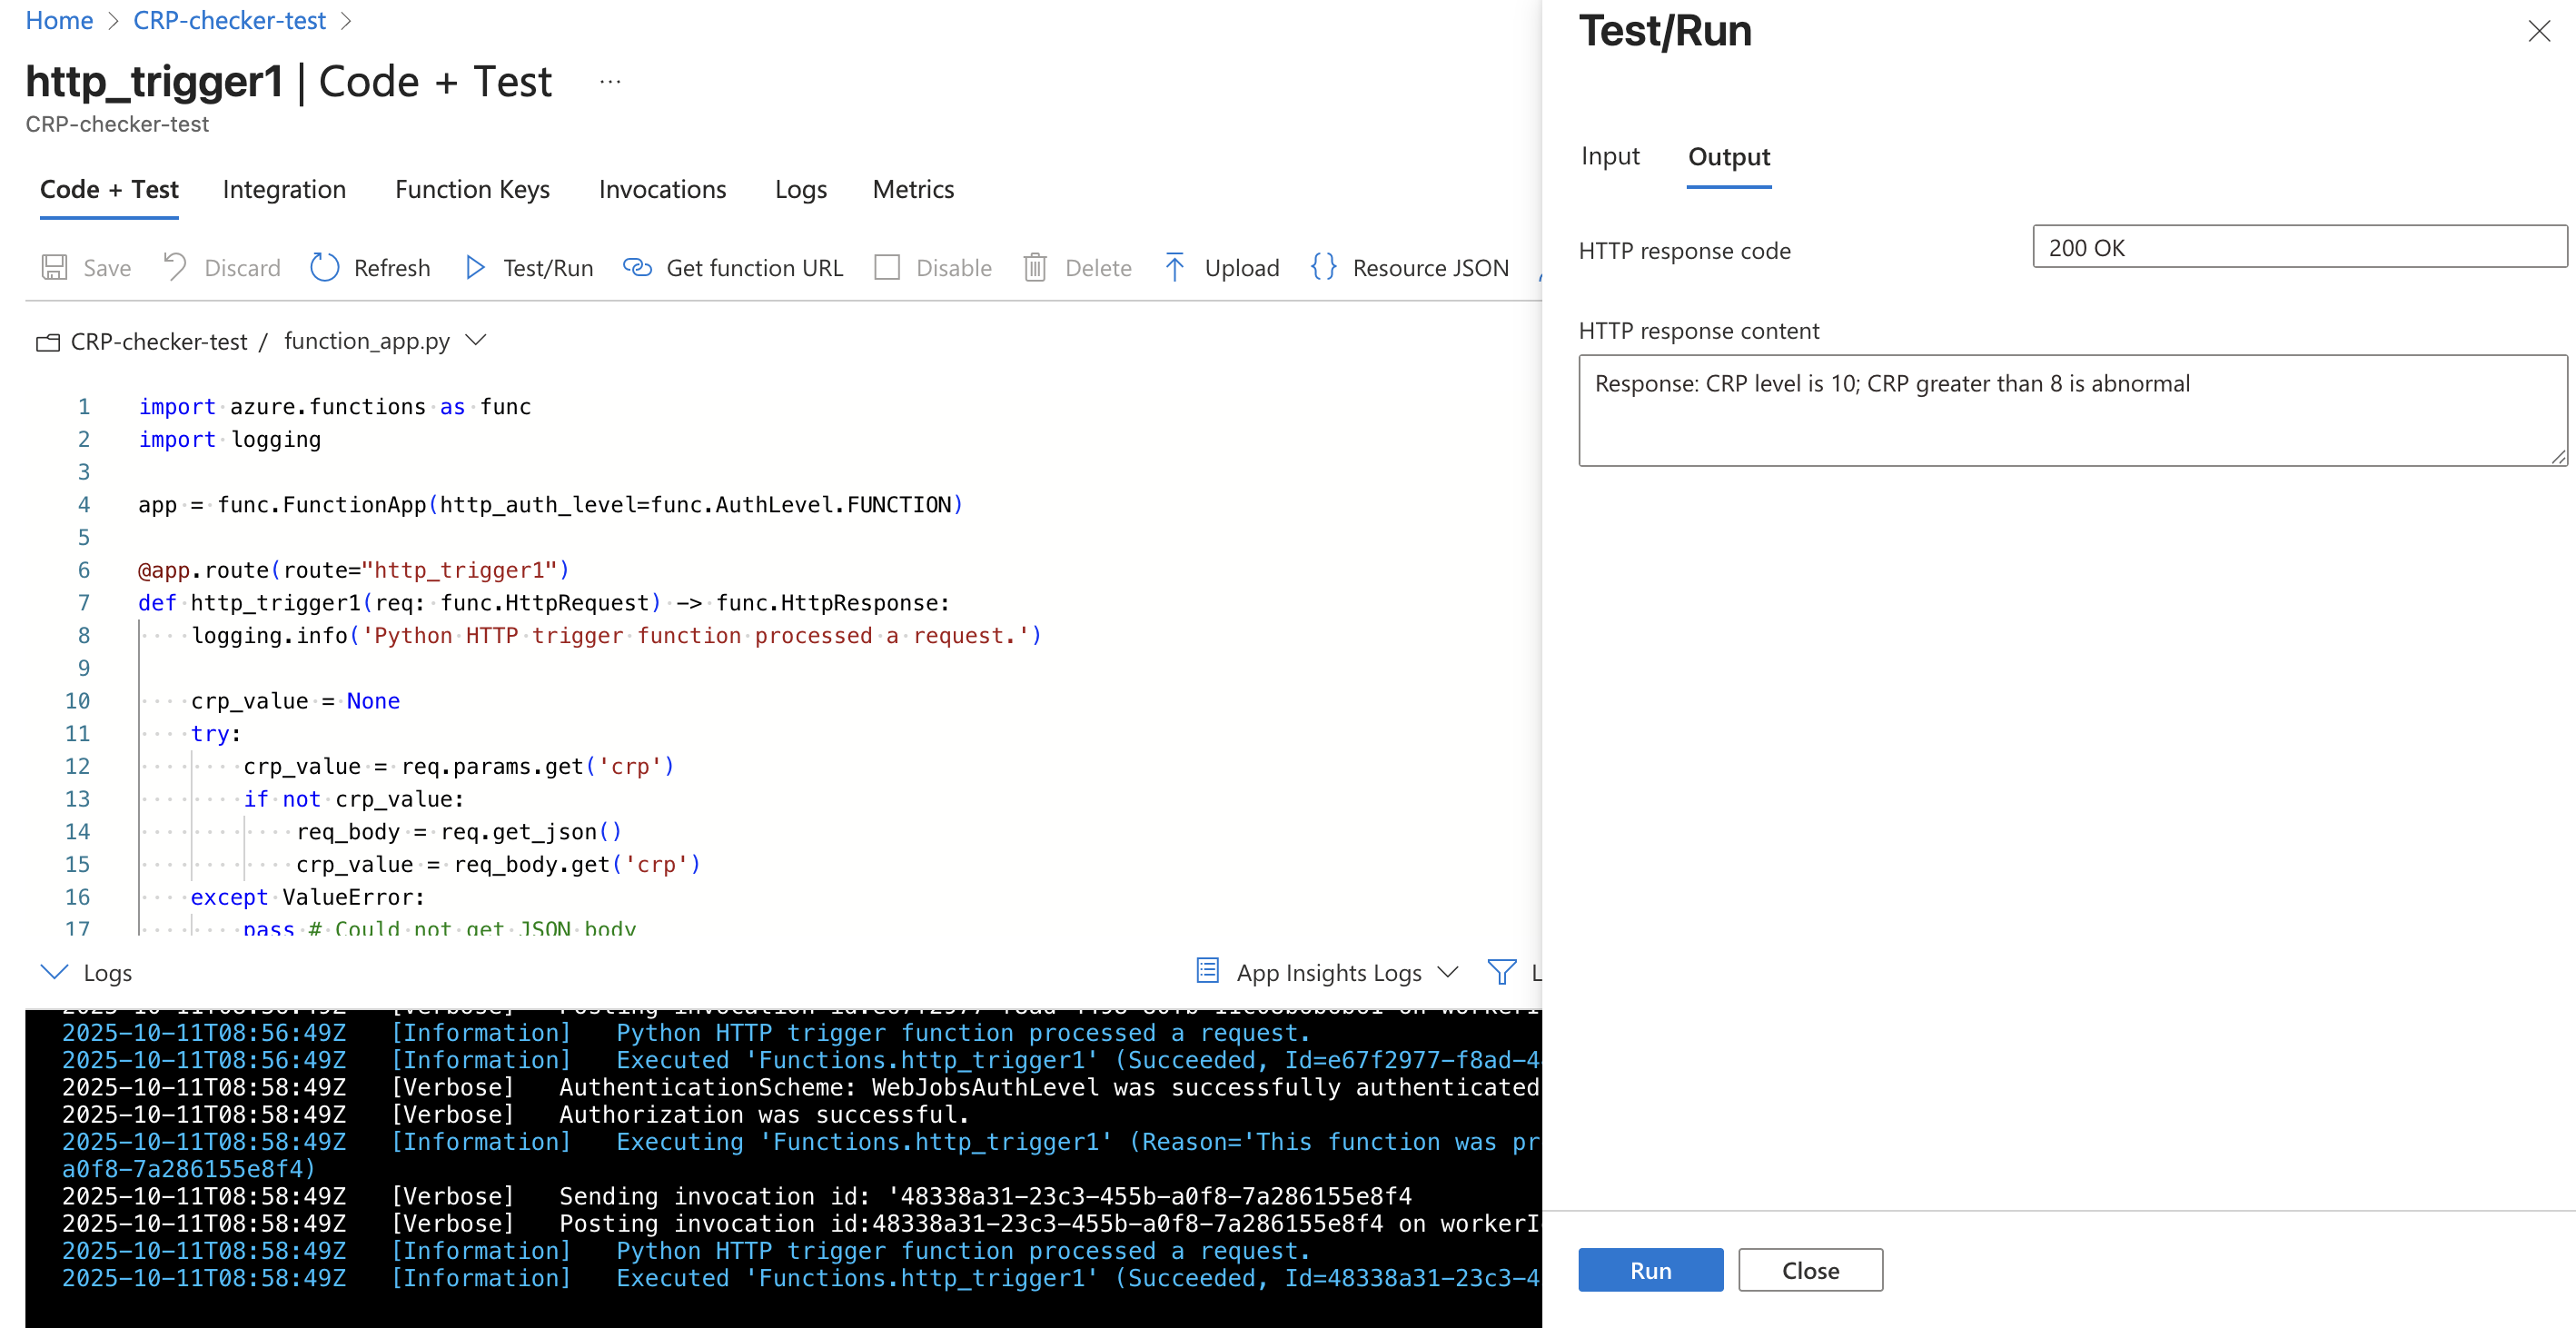 Home > CRP-checker-test >
http_trigger1 | Code + Test ...
CRP-checker-test
Code + Test Integration Function Keys Invocations Logs Metrics
Save Discard Refresh Test/Run Get function URL Disable Delete Upload {} Resource JSON
CRP-checker-test / function_app.py
1 import azure.functions as func
2 import logging
3
4 app = func.FunctionApp(http_auth_level=func.AuthLevel.FUNCTION)
5
6 @app.route(route="http_trigger1")
7 def http_trigger1(req: func.HttpRequest) -> func.HttpResponse:
8 logging.info('Python HTTP trigger function processed a request.')
9
10 crp_value = None
11 try:
12 crp_value = req.params.get('crp')
13 if not crp_value:
14 req_body = req.get_json()
15 crp_value = req_body.get('crp')
16 except ValueError:
17 pass # Could not get JSON body
Logs App Insights Logs L
2025-10-11T08:56:49Z [Information] Python HTTP trigger function processed a request.
2025-10-11T08:56:49Z [Information] Executed 'Functions.http_trigger1' (Succeeded, Id=e67f2977-f8ad-4
2025-10-11T08:58:49Z [Verbose] AuthenticationScheme: WebJobsAuthLevel was successfully authenticated
2025-10-11T08:58:49Z [Verbose] Authorization was successful.
2025-10-11T08:58:49Z [Information] Executing 'Functions.http_trigger1' (Reason='This function was pr
a0f8-7a286155e8f4)
2025-10-11T08:58:49Z [Verbose] Sending invocation id: '48338a31-23c3-455b-a0f8-7a286155e8f4
2025-10-11T08:58:49Z [Verbose] Posting invocation id:48338a31-23c3-455b-a0f8-7a286155e8f4 on workerI
2025-10-11T08:58:49Z [Information] Python HTTP trigger function processed a request.
2025-10-11T08:58:49Z [Information] Executed 'Functions.http_trigger1' (Succeeded, Id=48338a31-23c3-4
Test/Run
Input Output
HTTP response code 200 OK
HTTP response content
Response: CRP level is 10; CRP greater than 8 is abnormal
Run Close